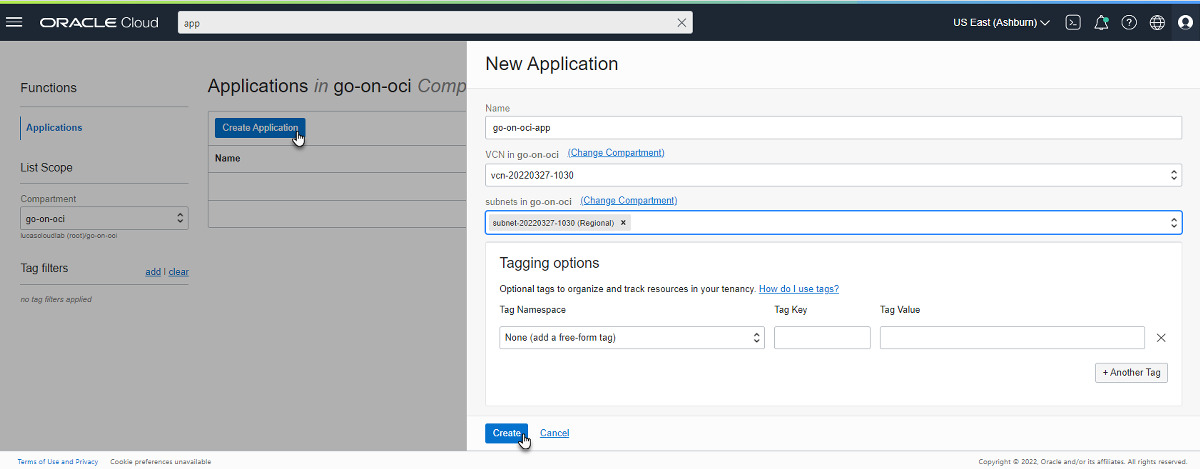 ORACLE Cloud
app
US East (Ashburn)
Functions
Applications
List Scope
Compartment
go-on-oci
lucascloudlab (root)/go-on-oci
Tag filters
add | clear
no tag filters applied
Applications in go-on-oci Comp
Create Application
Name
New Application
Name
go-on-oci-app
VCN in go-on-oci (Change Compartment)
vcn-20220327-1030
subnets in go-on-oci (Change Compartment)
subnet-20220327-1030 (Regional) ×
Tagging options
Optional tags to organize and track resources in your tenancy. How do I use tags?
Tag Namespace Tag Key Tag Value
None (add a free-form tag)
+ Another Tag
Create Cancel
Terms of Use and Privacy Cookie preferences unavailable
Copyright © 2022, Oracle and/or its affiliates. All rights reserved.